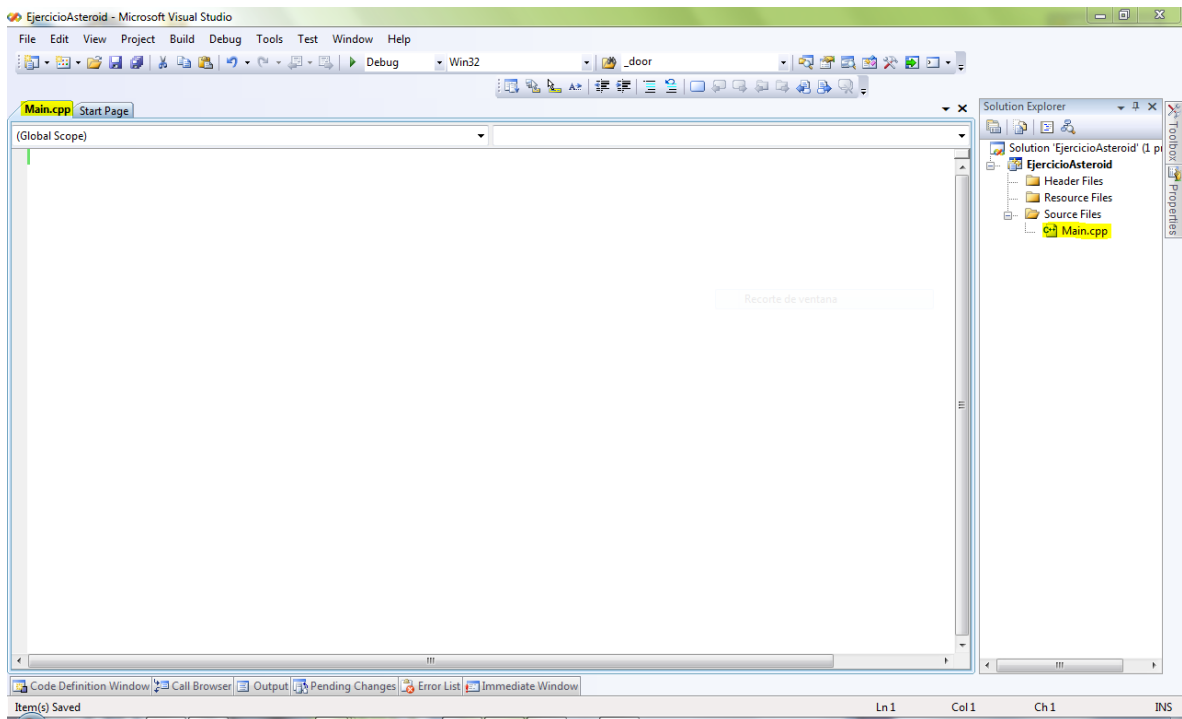 EjercicioAsteroid - Microsoft Visual Studio
File Edit View Project Build Debug Tools Test Window Help
Debug Win32 _door
Main.cpp Start Page
(Global Scope)
Solution Explorer
Solution 'EjercicioAsteroid' (1 pr
EjercicioAsteroid
Header Files
Resource Files
Source Files
Main.cpp
Toolbox
Properties
Recorte de ventana
Code Definition Window Call Browser Output Pending Changes Error List Immediate Window
Item(s) Saved Ln 1 Col 1 Ch 1 INS